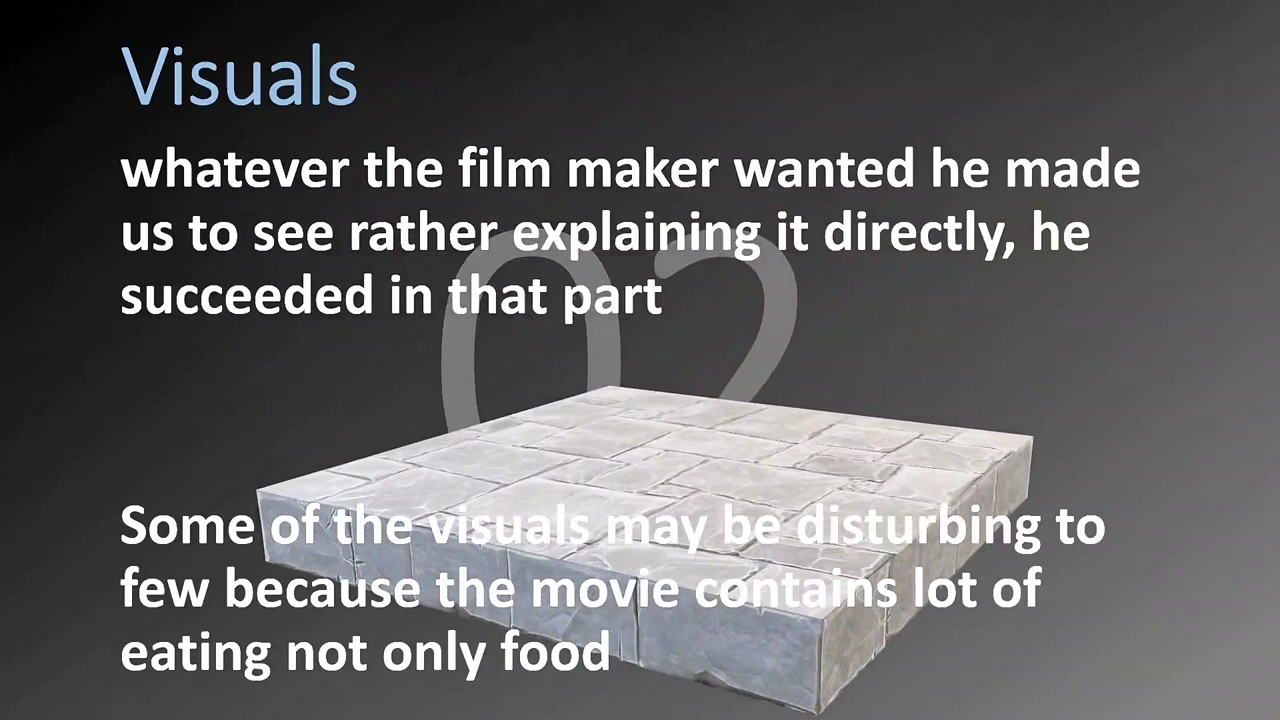 Visuals
whatever the film maker wanted he made
us to see rather explaining it directly, he
succeeded in that part
02
Some of the visuals may be disturbing to
few because the movie contains lot of
eating not only food